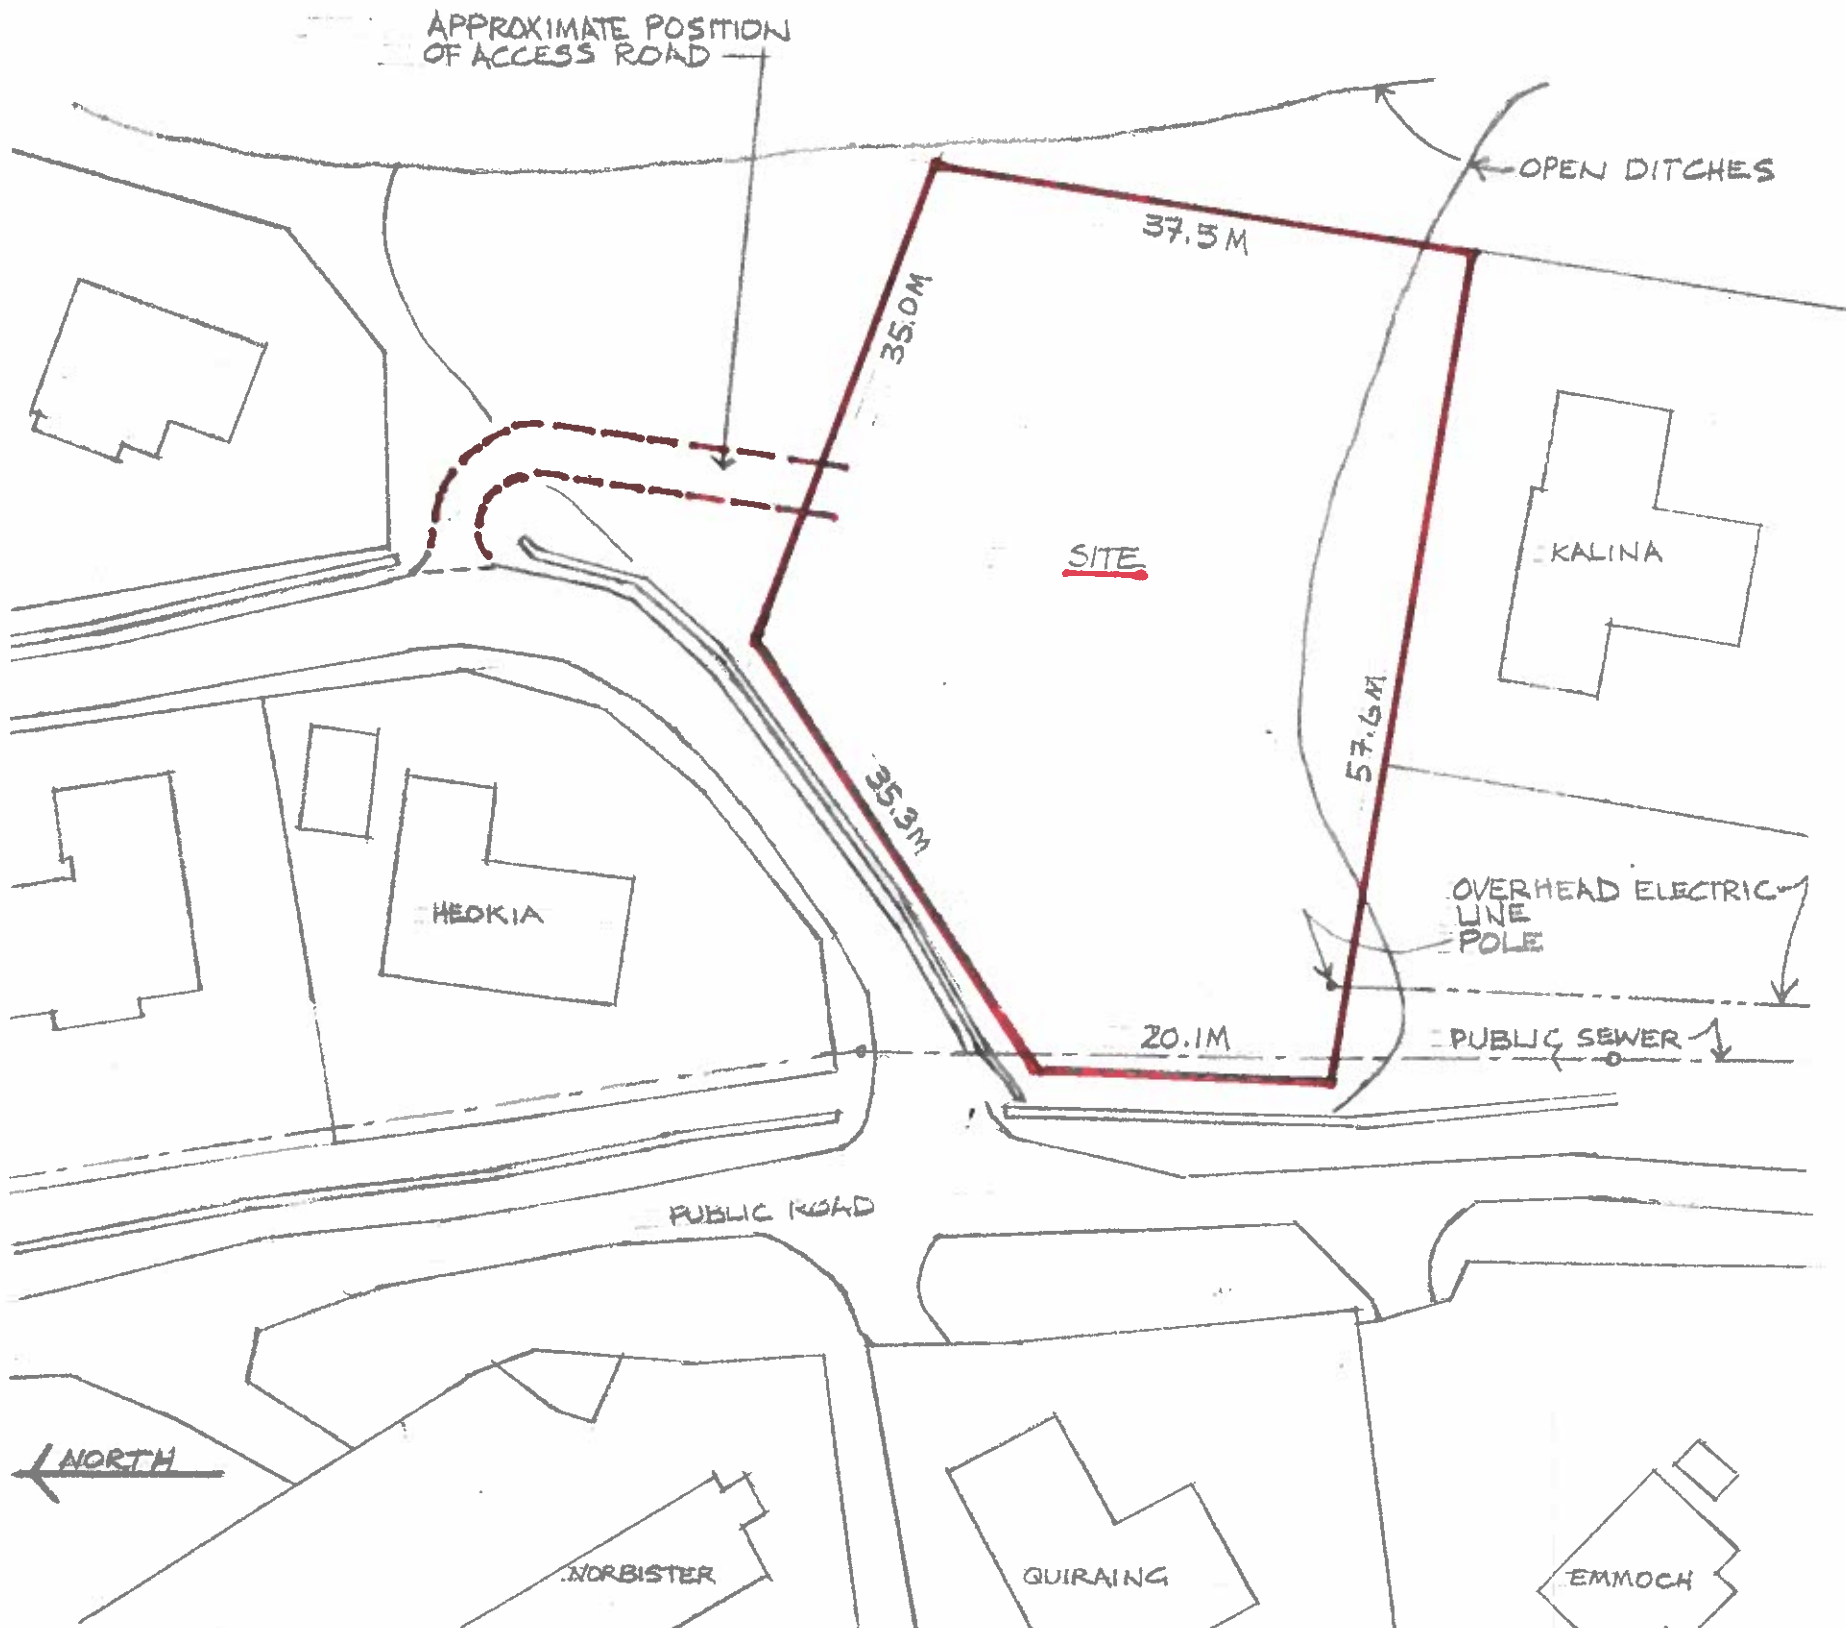 APPROXIMATE POSITION
OF ACCESS ROAD
OPEN DITCHES
37.5M
35.0M
SITE
KALINA
57.6M
35.3M
HEOKIA
OVERHEAD ELECTRIC
LINE
POLE
20.1M
PUBLIC SEWER
PUBLIC ROAD
NORTH
NORBISTER
QUIRAING
EMMOCH